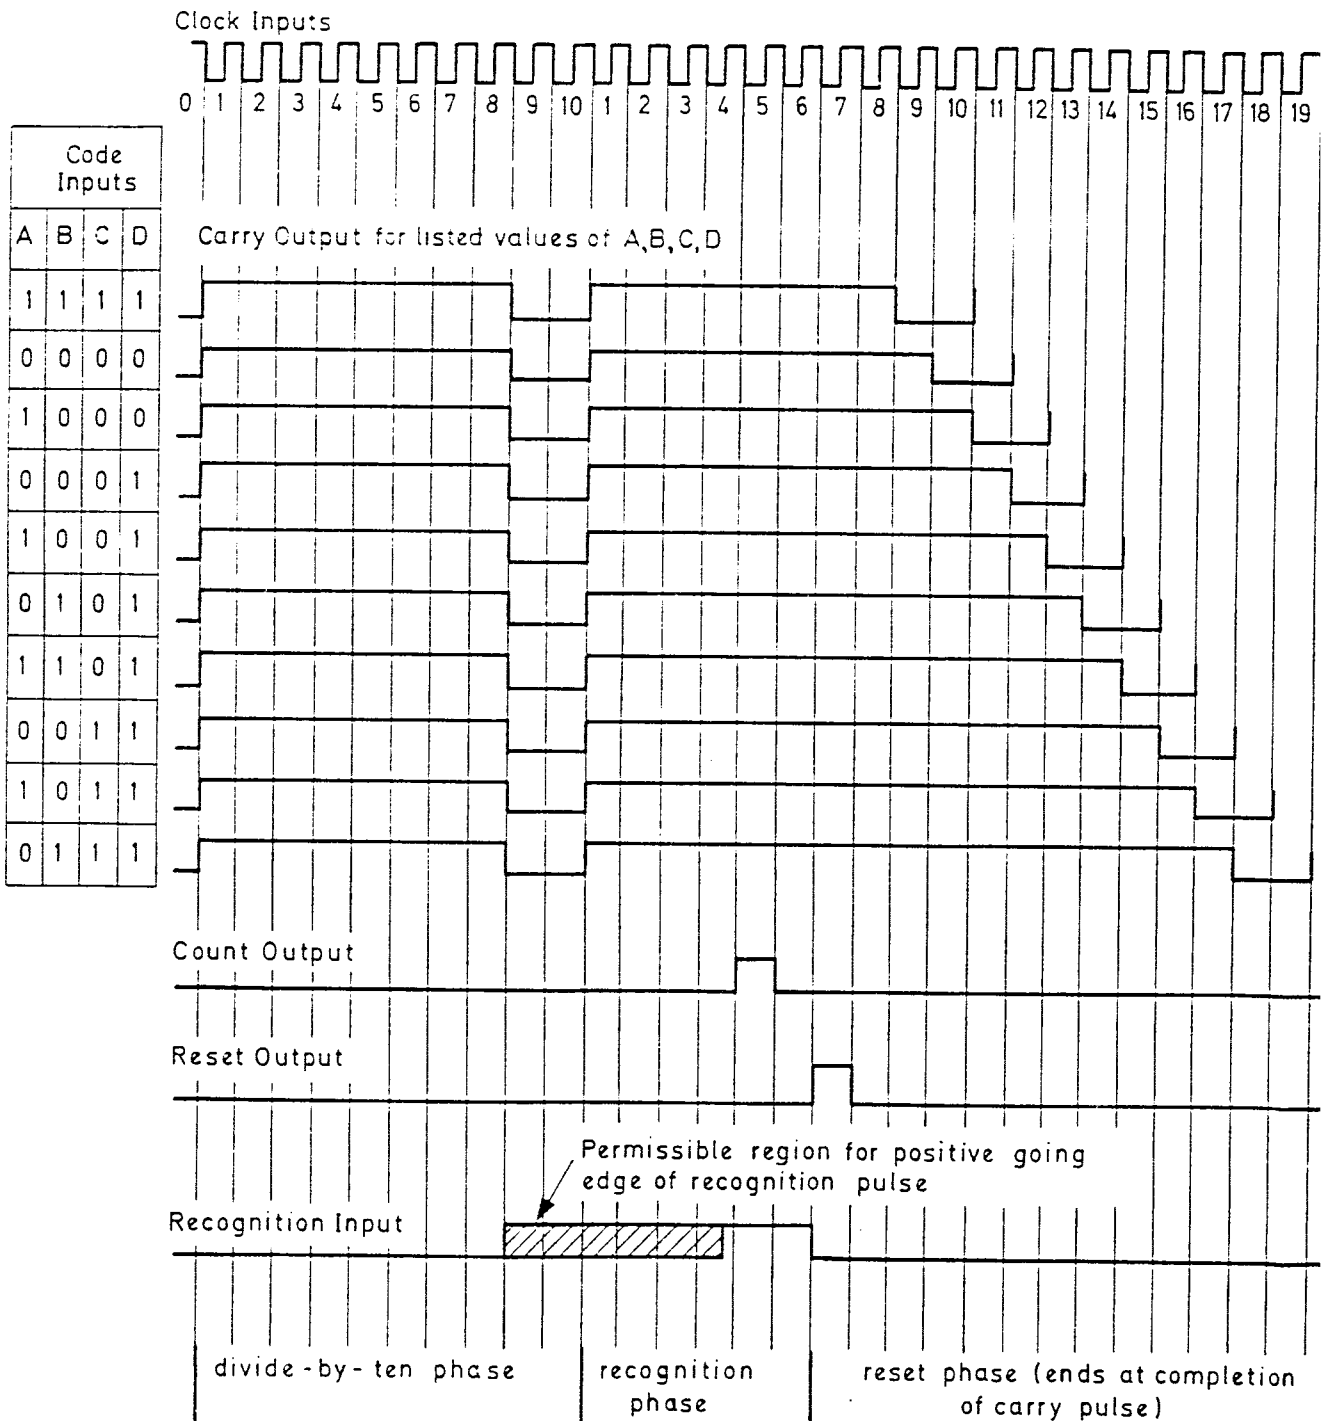 Clock Inputs
0 1 2 3 4 5 6 7 8 9 10 1 2 3 4 5 6 7 8 9 10 11 12 13 14 15 16 17 18 19
Code
Inputs
A B C D
Carry Output for listed values of A,B,C,D
1 1 1 1
0 0 0 0
1 0 0 0
0 0 0 1
1 0 0 1
0 1 0 1
1 1 0 1
0 0 1 1
1 0 1 1
0 1 1 1
Count Output
Reset Output
Permissible region for positive going
edge of recognition pulse
Recognition Input
divide-by-ten phase
recognition
phase
reset phase (ends at completion
of carry pulse)